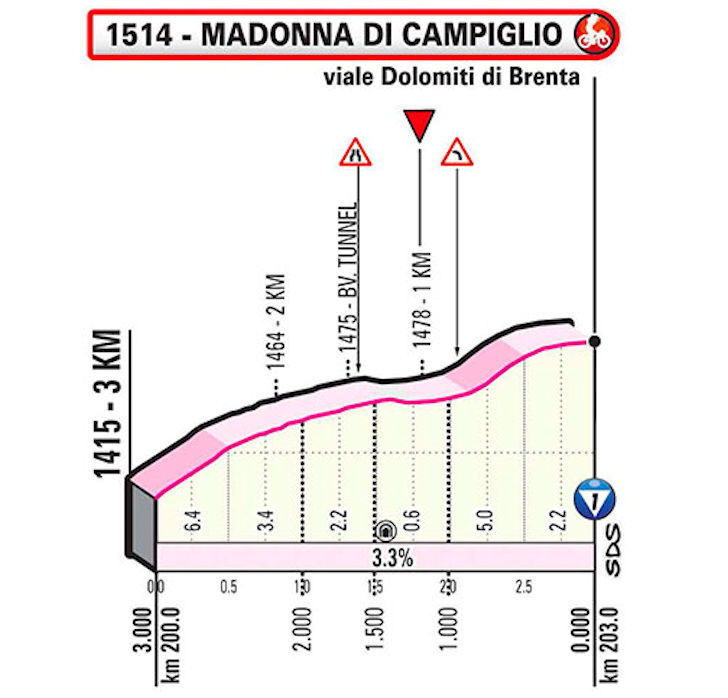 1514 - MADONNA DI CAMPIGLIO
viale Dolomiti di Brenta
1415 - 3 KM
1464 - 2 KM
1475 - BV. TUNNEL
1478 - 1 KM
6.4
3.4
2.2
0.6
5.0
2.2
1
SDS
3.3%
0.0
0.5
1.0
1.5
2.0
2.5
3.000
km 200.0
2.000
1.500
1.000
0.000
km 203.0